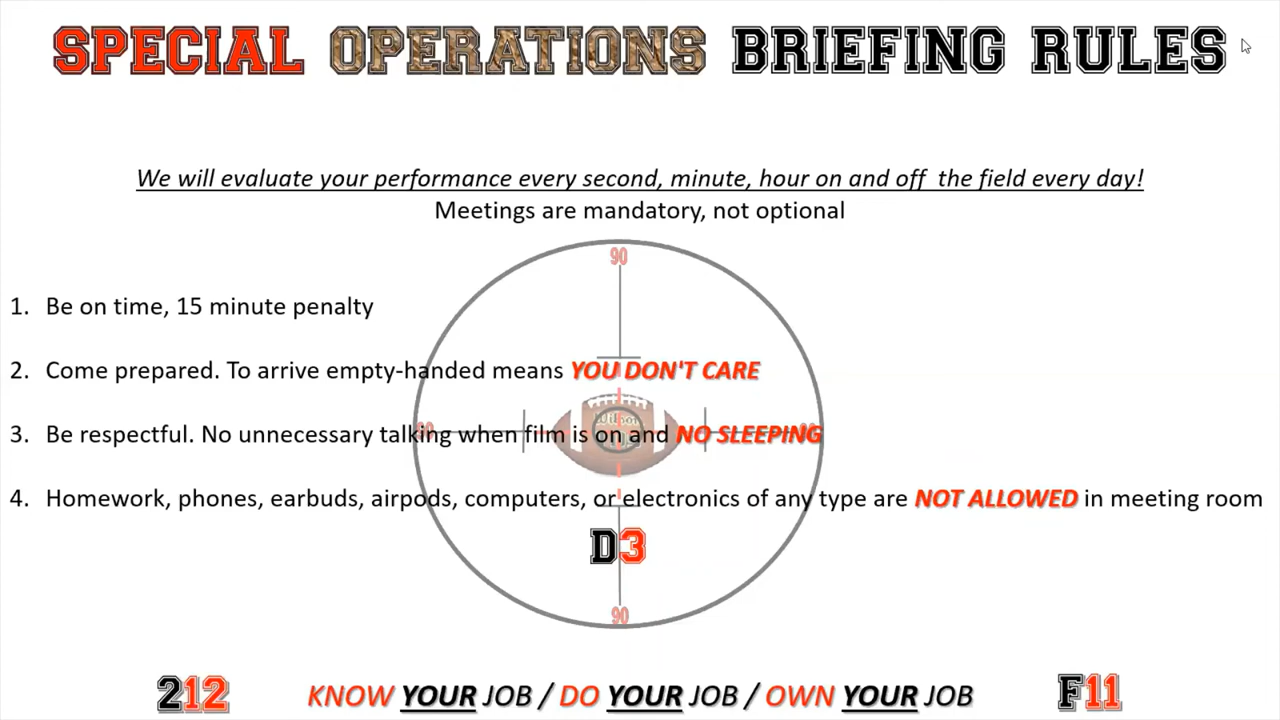 SPECIAL OPERATIONS BRIEFING RULES
We will evaluate your performance every second, minute, hour on and off the field every day!
Meetings are mandatory, not optional
90
1. Be on time, 15 minute penalty
2. Come prepared. To arrive empty-handed means YOU DON'T CARE
Wilson
3. Be respectful. No unnecessary talking when film is on and NO SLEEPING
4. Homework, phones, earbuds, airpods, computers, or electronics of any type are NOT ALLOWED in meeting room
D3
90
212 KNOW YOUR JOB / DO YOUR JOB / OWN YOUR JOB F11